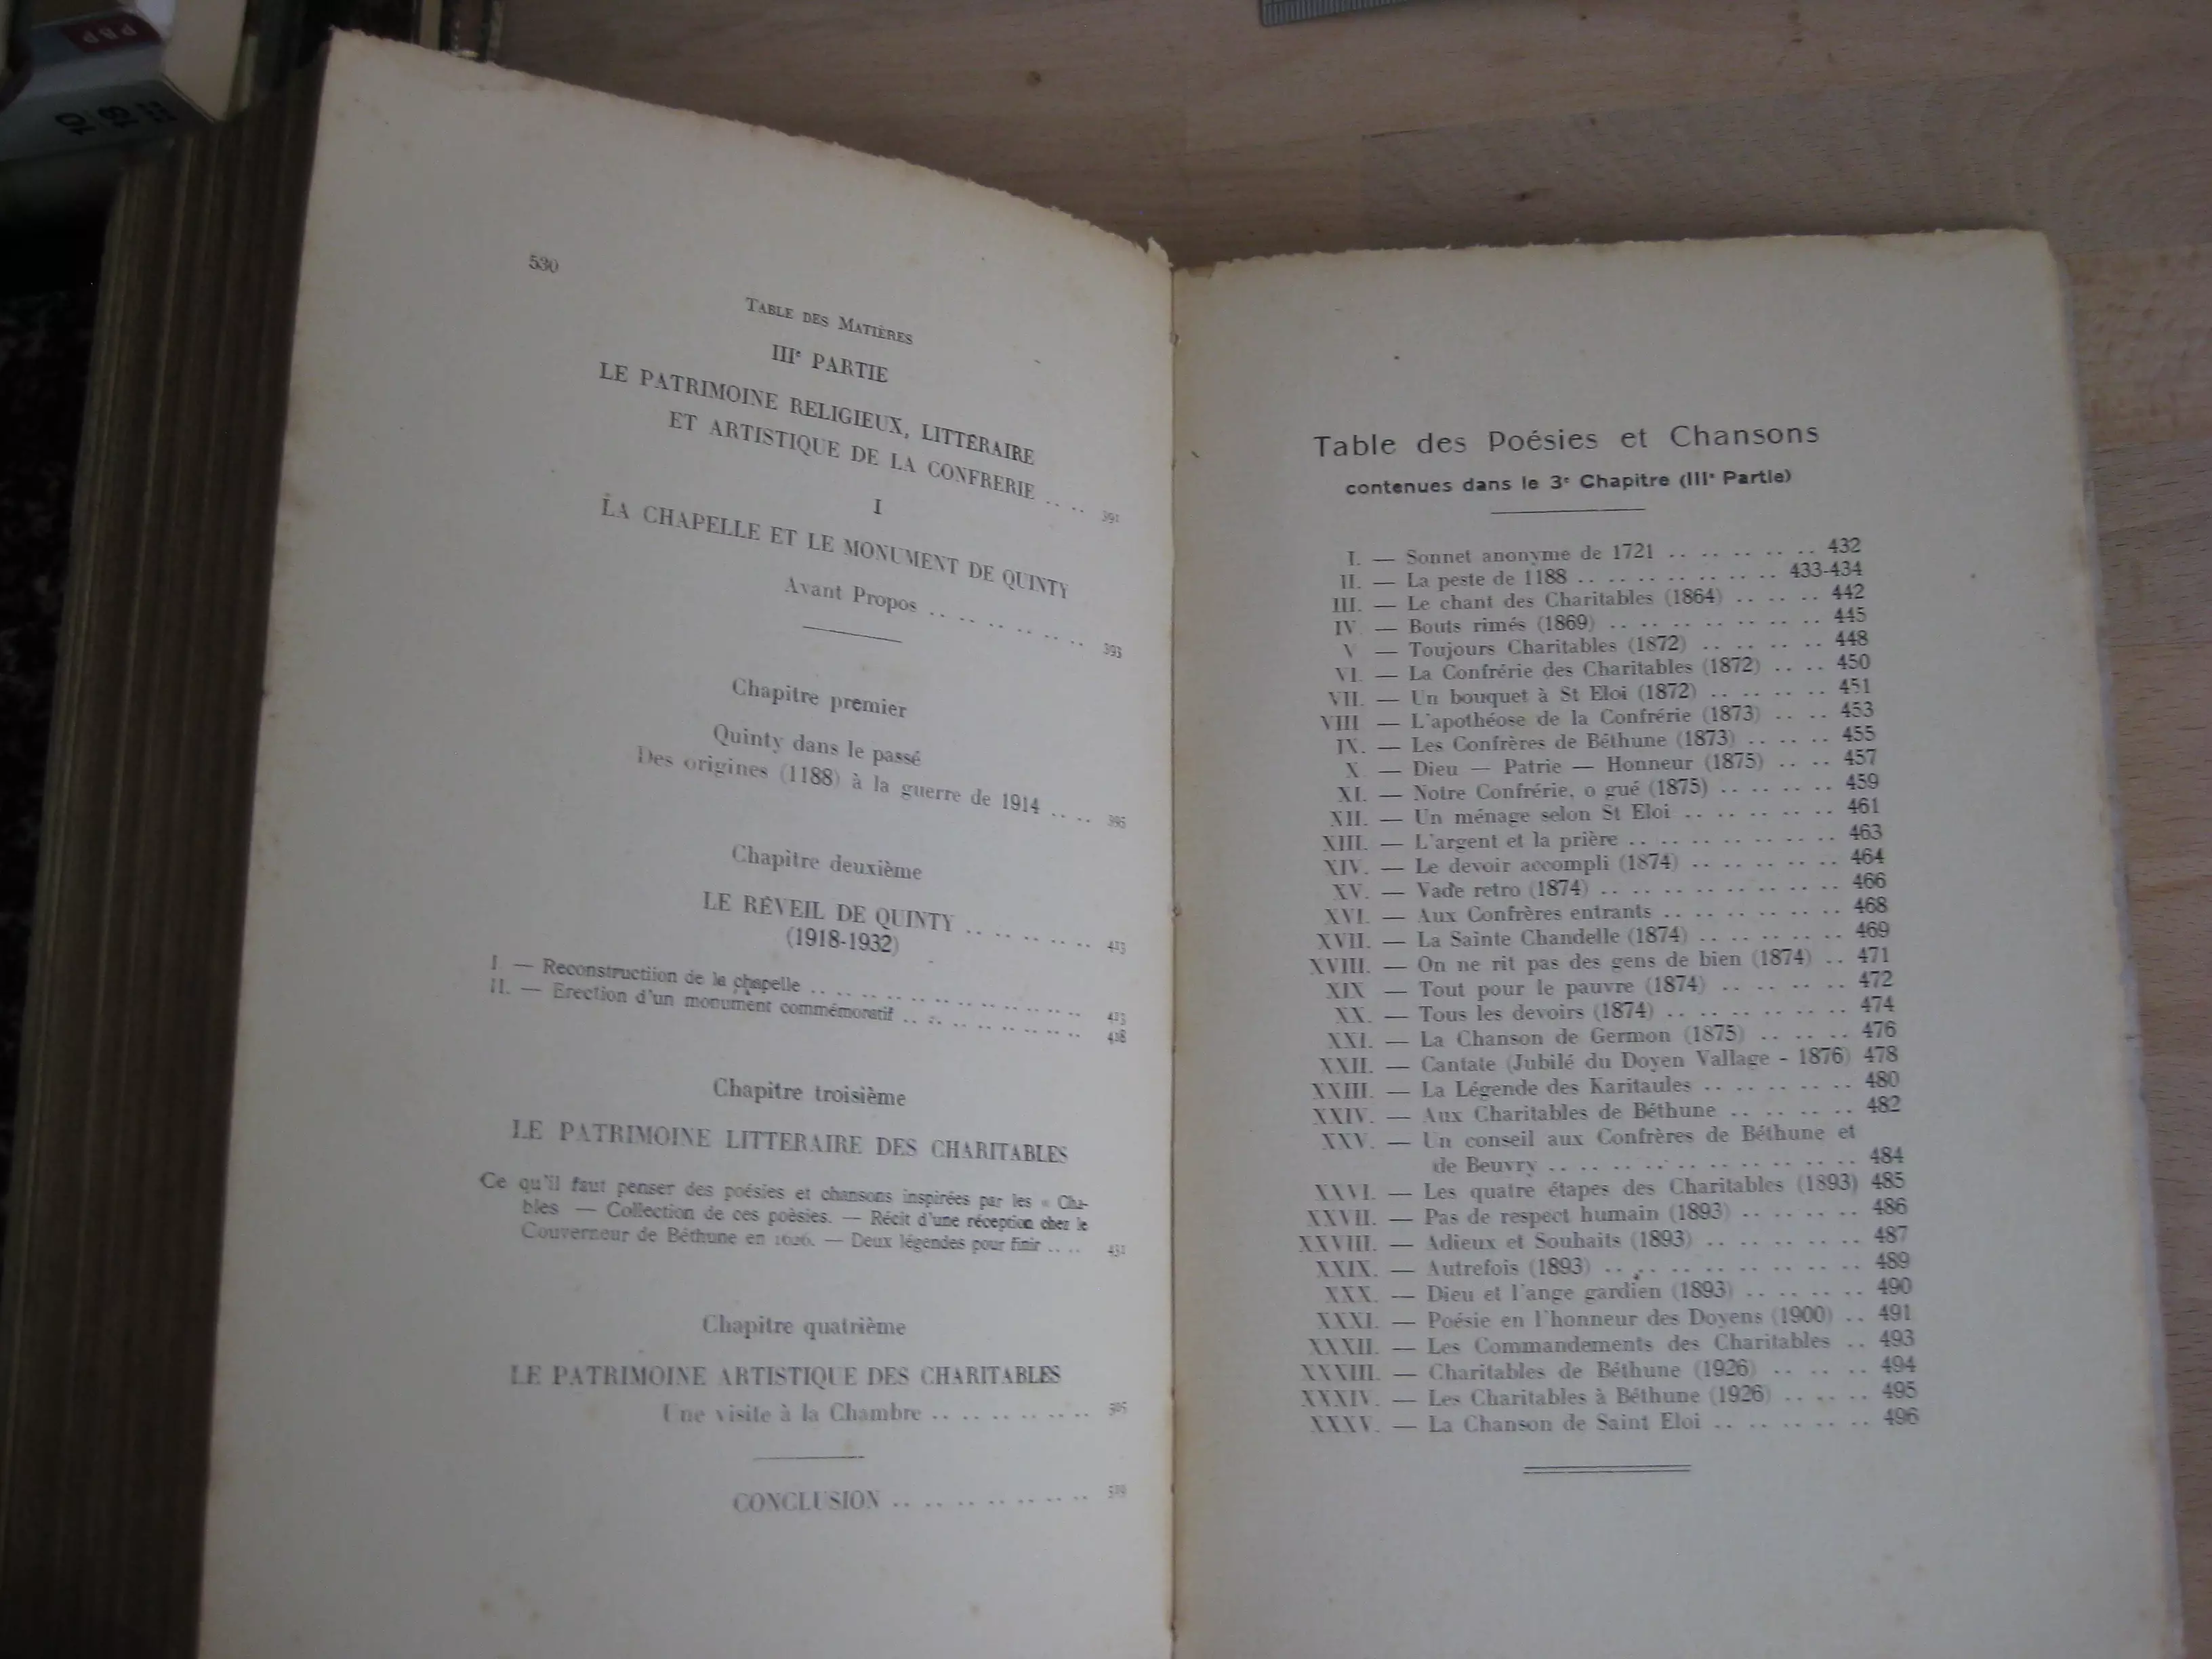 PBP
530
TABLE DES MATIÈRES
IIIe PARTIE
LE PATRIMOINE RELIGIEUX, LITTÉRAIRE
ET ARTISTIQUE DE LA CONFRERIE .. .. 391
I
LA CHAPELLE ET LE MONUMENT DE QUINTY
Avant Propos .. .. .. .. .. .. 393
Chapitre premier
Quinty dans le passé
Des origines (1188) à la guerre de 1914 .. .. 395
Chapitre deuxième
LE RÉVEIL DE QUINTY .. .. .. .. .. 423
(1918-1932)
I — Reconstructiion de la chapelle .. .. .. .. .. .. .. .. 423
II. — Erection d'un monument commémoratif .. .. .. .. .. .. .. 428
Chapitre troisième
LE PATRIMOINE LITTERAIRE DES CHARITABLES
Ce qu'il faut penser des poésies et chansons inspirées par les « Cha-
bles — Collection de ces poèsies. — Récit d'une réception chez le
Gouverneur de Béthune en 1626. — Deux légendes pour finir .. .. 431
Chapitre quatrième
LE PATRIMOINE ARTISTIQUE DES CHARITABLES
Une visite à la Chambre .. .. .. .. .. 505
CONCLUSION .. .. .. .. .. .. 519
Table des Poésies et Chansons
contenues dans le 3e Chapitre (IIIe Partie)
I. — Sonnet anonyme de 1721 .. .. .. .. 432
II. — La peste de 1188 .. .. .. .. .. .. 433-434
III. — Le chant des Charitables (1864) .. .. .. 442
IV — Bouts rimés (1869) .. .. .. .. .. .. 445
V — Toujours Charitables (1872) .. .. .. .. 448
VI. — La Confrérie des Charitables (1872) .. .. 450
VII. — Un bouquet à St Eloi (1872) .. .. .. .. 451
VIII — L'apothéose de la Confrérie (1873) .. .. 453
IX. — Les Confrères de Béthune (1873) .. .. .. 455
X — Dieu — Patrie — Honneur (1875) .. .. 457
XI. — Notre Confrérie, o gué (1875) .. .. .. .. 459
XII. — Un ménage selon St Eloi .. .. .. .. 461
XIII. — L'argent et la prière .. .. .. .. .. .. 463
XIV. — Le devoir accompli (1874) .. .. .. .. 464
XV. — Vade retro (1874) .. .. .. .. .. .. 466
XVI. — Aux Confrères entrants .. .. .. .. .. 468
XVII. — La Sainte Chandelle (1874) .. .. .. .. 469
XVIII. — On ne rit pas des gens de bien (1874) .. 471
XIX — Tout pour le pauvre (1874) .. .. .. .. 472
XX. — Tous les devoirs (1874) .. .. .. .. .. 474
XXI. — La Chanson de Germon (1875) .. .. .. 476
XXII. — Cantate (Jubilé du Doyen Vallage - 1876) 478
XXIII. — La Légende des Karitaules .. .. .. .. 480
XXIV. — Aux Charitables de Béthune .. .. .. .. 482
XXV. — Un conseil aux Confrères de Béthune et
de Beuvry .. .. .. .. .. .. .. .. 484
XXVI. — Les quatre étapes des Charitables (1893) 485
XXVII. — Pas de respect humain (1893) .. .. .. .. 486
XXVIII. — Adieux et Souhaits (1893) .. .. .. .. .. 487
XXIX. — Autrefois (1893) .. .. .. .. .. .. .. 489
XXX. — Dieu et l'ange gardien (1893) .. .. .. .. 490
XXXI. — Poésie en l'honneur des Doyens (1900) .. 491
XXXII. — Les Commandements des Charitables .. 493
XXXIII. — Charitables de Béthune (1926) .. .. .. 494
XXXIV. — Les Charitables à Béthune (1926) .. .. .. 495
XXXV. — La Chanson de Saint Eloi .. .. .. .. .. 496